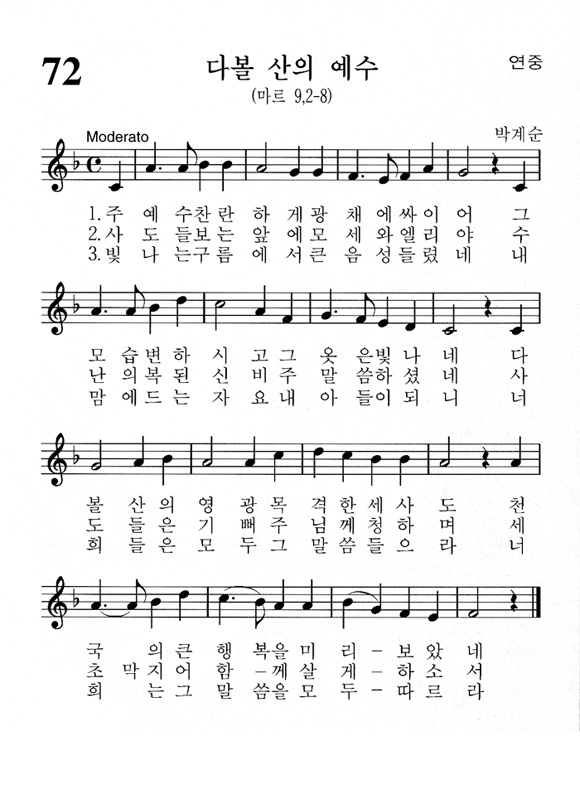 72
다볼 산의 예수
연중
(마르 9,2-8)
박계순
Moderato
1.주 예 수찬란 하 게광 채 에싸이 어 그
2.사 도 들보는 앞 에모 세 와엘리 야 수
3.빛 나 는구름 에 서큰 음 성들렸 네 내
모 습변 하 시 고그 옷 은빛 나 네 다
난 의복 된 신 비주 말 씀하 셨 네 사
맘 에드 는 자 요내 아 들이 되 니 너
볼 산 의 영 광 목 격 한 세 사 도 천
도 들 은 기 뻐 주 님 께 청 하 며 세
희 들 은 모 두 그 말 씀 들 으 라 너
국 의 큰 행 복을 미 리 - 보 았 네
초 막 지 어 함 -께 살 게 - 하 소 서
희 는 그 말 씀을 모 두 - 따 르 라